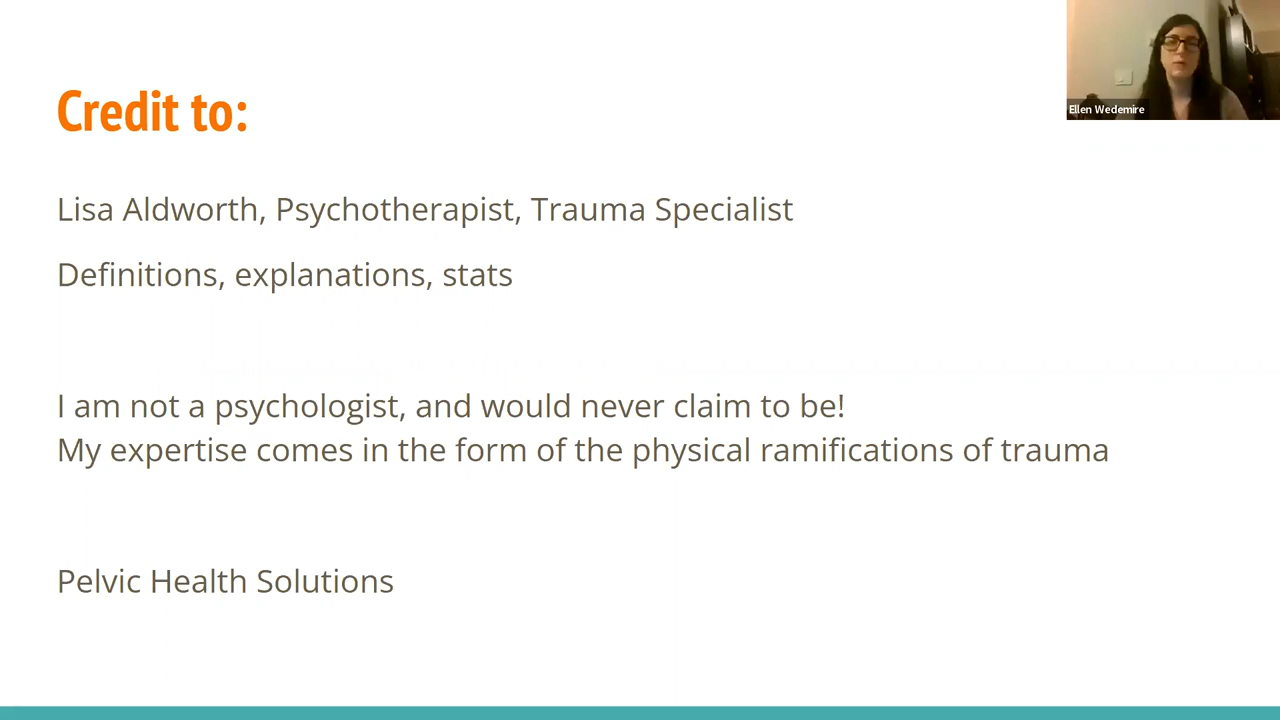 Credit to:
Ellen Wedemire
Lisa Aldworth, Psychotherapist, Trauma Specialist
Definitions, explanations, stats
I am not a psychologist, and would never claim to be!
My expertise comes in the form of the physical ramifications of trauma
Pelvic Health Solutions